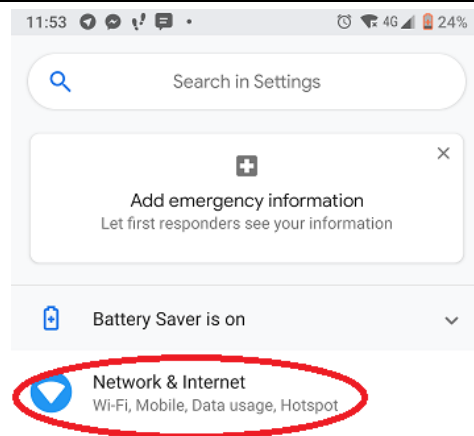 11:53 4G 24%
Search in Settings
Add emergency information
Let first responders see your information
Battery Saver is on
Network & Internet
Wi-Fi, Mobile, Data usage, Hotspot